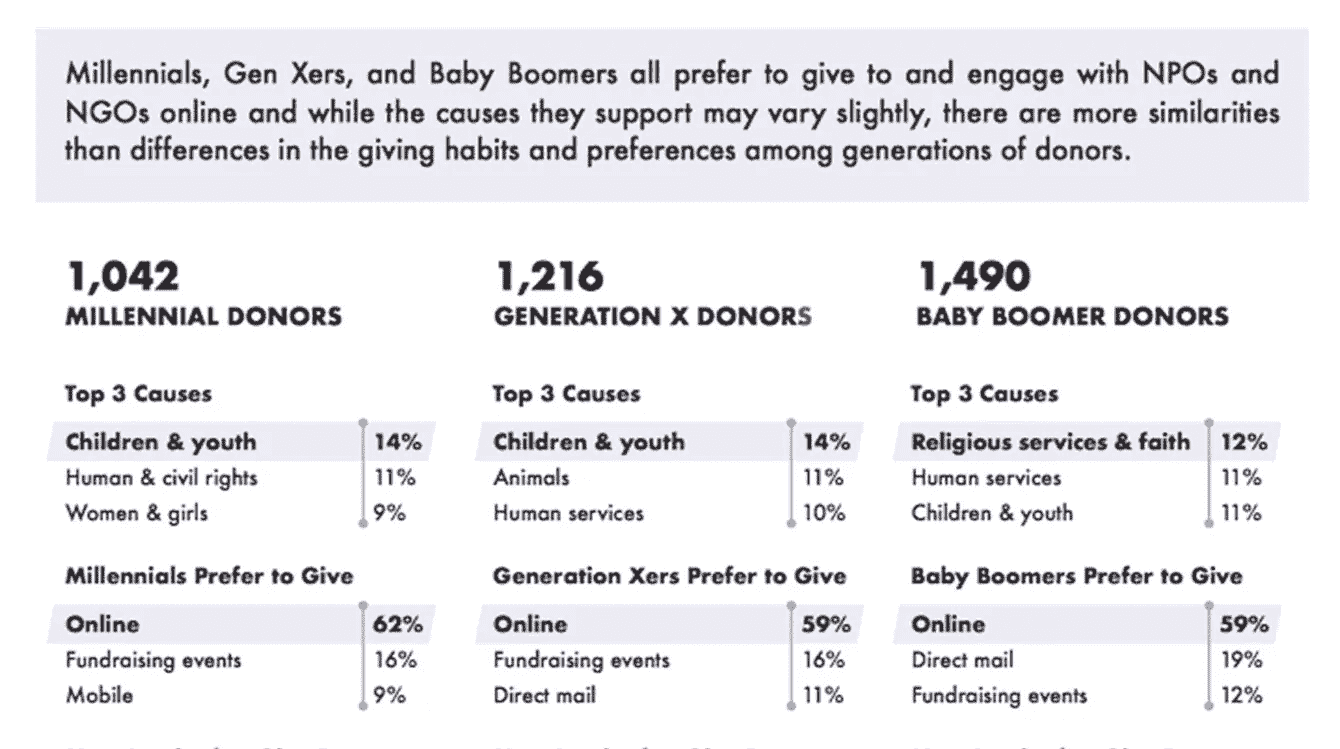 Millennials, Gen Xers, and Baby Boomers all prefer to give to and engage with NPOs and
NGOs online and while the causes they support may vary slightly, there are more similarities
than differences in the giving habits and preferences among generations of donors.
1,042
MILLENNIAL DONORS
Top 3 Causes
Children & youth 14%
Human & civil rights 11%
Women & girls 9%
Millennials Prefer to Give
Online 62%
Fundraising events 16%
Mobile 9%
1,216
GENERATION X DONORS
Top 3 Causes
Children & youth 14%
Animals 11%
Human services 10%
Generation Xers Prefer to Give
Online 59%
Fundraising events 16%
Direct mail 11%
1,490
BABY BOOMER DONORS
Top 3 Causes
Religious services & faith 12%
Human services 11%
Children & youth 11%
Baby Boomers Prefer to Give
Online 59%
Direct mail 19%
Fundraising events 12%